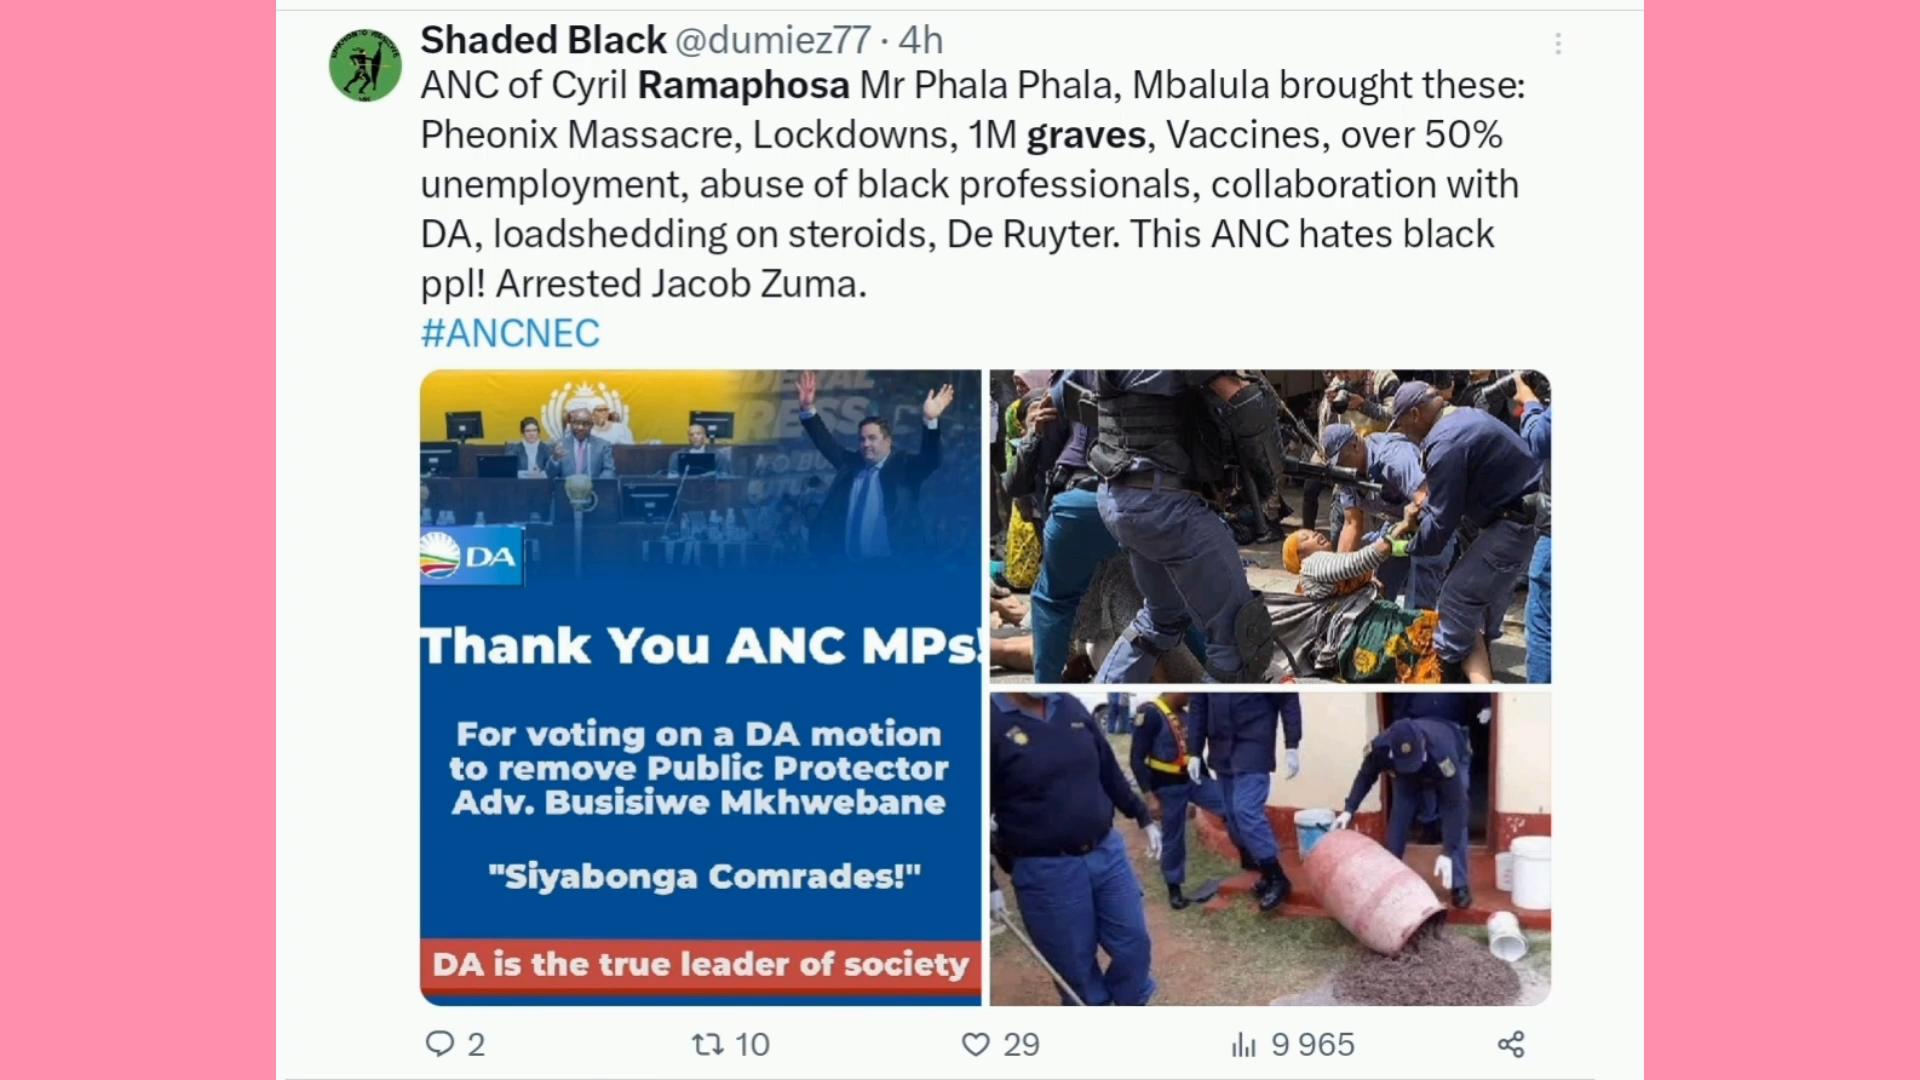 Shaded Black @dumiez77 · 4h
ANC of Cyril Ramaphosa Mr Phala Phala, Mbalula brought these:
Pheonix Massacre, Lockdowns, 1M graves, Vaccines, over 50%
unemployment, abuse of black professionals, collaboration with
DA, loadshedding on steroids, De Ruyter. This ANC hates black
ppl! Arrested Jacob Zuma.
#ANCNEC
DA
Thank You ANC MPs!
For voting on a DA motion
to remove Public Protector
Adv. Busisiwe Mkhwebane
"Siyabonga Comrades!"
DA is the true leader of society
2
10
29
9 965